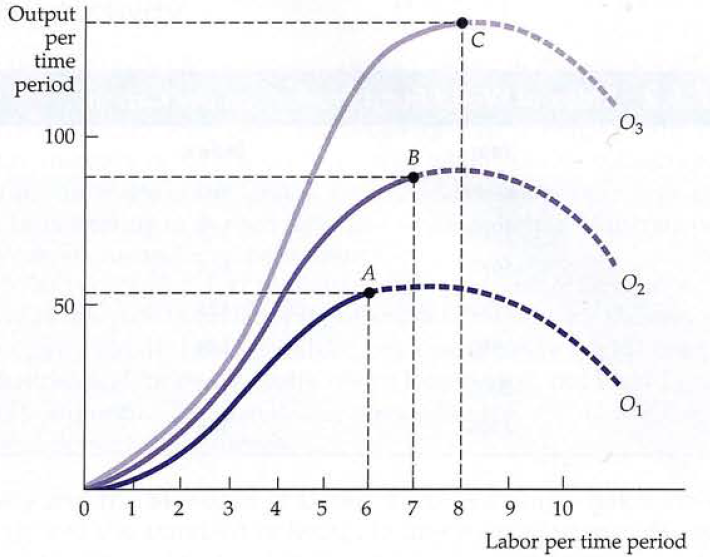 Output
per
time
period
C
100
O3
B
O2
A
50
O1
0 1 2 3 4 5 6 7 8 9 10
Labor per time period